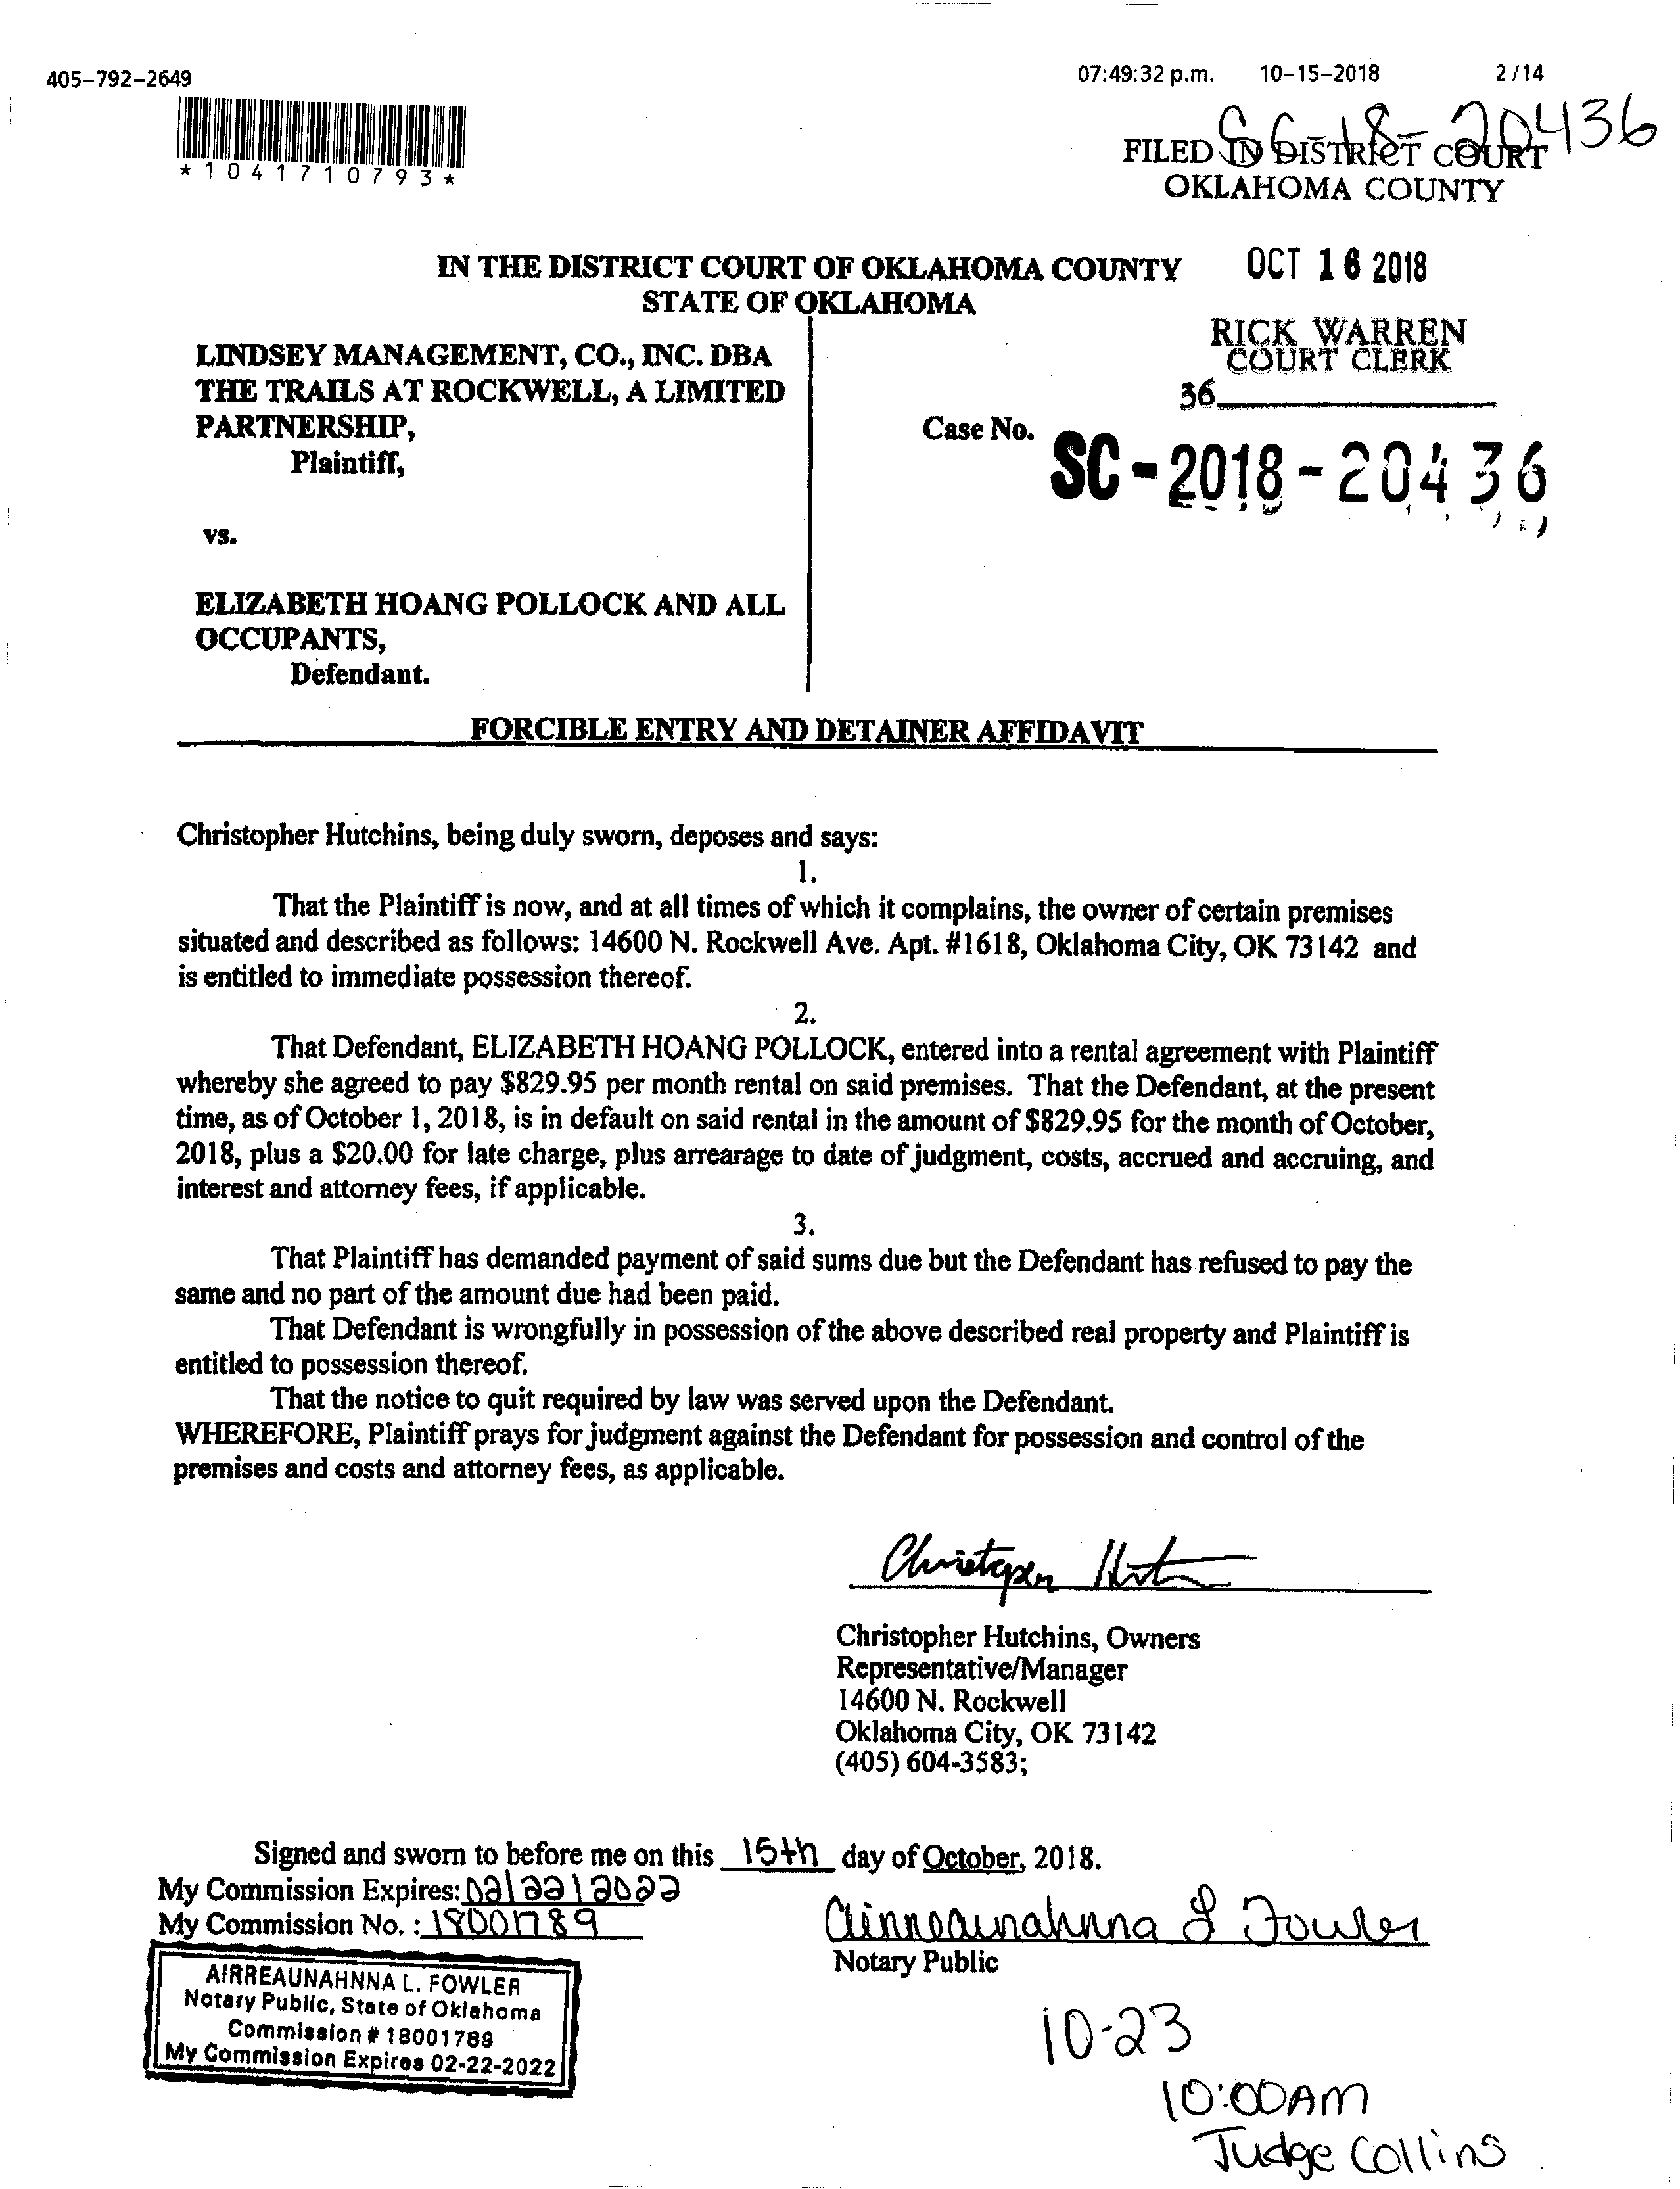 405-792-2649
07:49:32 p.m. 10-15-2018 2 /14
*1041710793*
SC-18-20436
FILED IN DISTRICT COURT
OKLAHOMA COUNTY
IN THE DISTRICT COURT OF OKLAHOMA COUNTY
STATE OF OKLAHOMA
OCT 16 2018
RICK WARREN
COURT CLERK
36
LINDSEY MANAGEMENT, CO., INC. DBA
THE TRAILS AT ROCKWELL, A LIMITED
PARTNERSHIP,
Plaintiff,
Case No.
SC-2018-20436
vs.
ELIZABETH HOANG POLLOCK AND ALL
OCCUPANTS,
Defendant.
FORCIBLE ENTRY AND DETAINER AFFIDAVIT
Christopher Hutchins, being duly sworn, deposes and says:
1.
That the Plaintiff is now, and at all times of which it complains, the owner of certain premises
situated and described as follows: 14600 N. Rockwell Ave. Apt. #1618, Oklahoma City, OK 73142 and
is entitled to immediate possession thereof.
2.
That Defendant, ELIZABETH HOANG POLLOCK, entered into a rental agreement with Plaintiff
whereby she agreed to pay $829.95 per month rental on said premises. That the Defendant, at the present
time, as of October 1, 2018, is in default on said rental in the amount of $829.95 for the month of October,
2018, plus a $20.00 for late charge, plus arrearage to date of judgment, costs, accrued and accruing, and
interest and attorney fees, if applicable.
3.
That Plaintiff has demanded payment of said sums due but the Defendant has refused to pay the
same and no part of the amount due had been paid.
That Defendant is wrongfully in possession of the above described real property and Plaintiff is
entitled to possession thereof.
That the notice to quit required by law was served upon the Defendant.
WHEREFORE, Plaintiff prays for judgment against the Defendant for possession and control of the
premises and costs and attorney fees, as applicable.
Christopher
Christopher Hutchins, Owners
Representative/Manager
14600 N. Rockwell
Oklahoma City, OK 73142
(405) 604-3583;
Signed and sworn to before me on this 15th day of October, 2018.
My Commission Expires: 02/22/2022
My Commission No. : 18001789
Airreaunahnna L Fowler
Notary Public
AIRREAUNAHNNA L. FOWLER
Notary Public, State of Oklahoma
Commission # 18001789
My Commission Expires 02-22-2022
10-23
10:00AM
Judge Collins